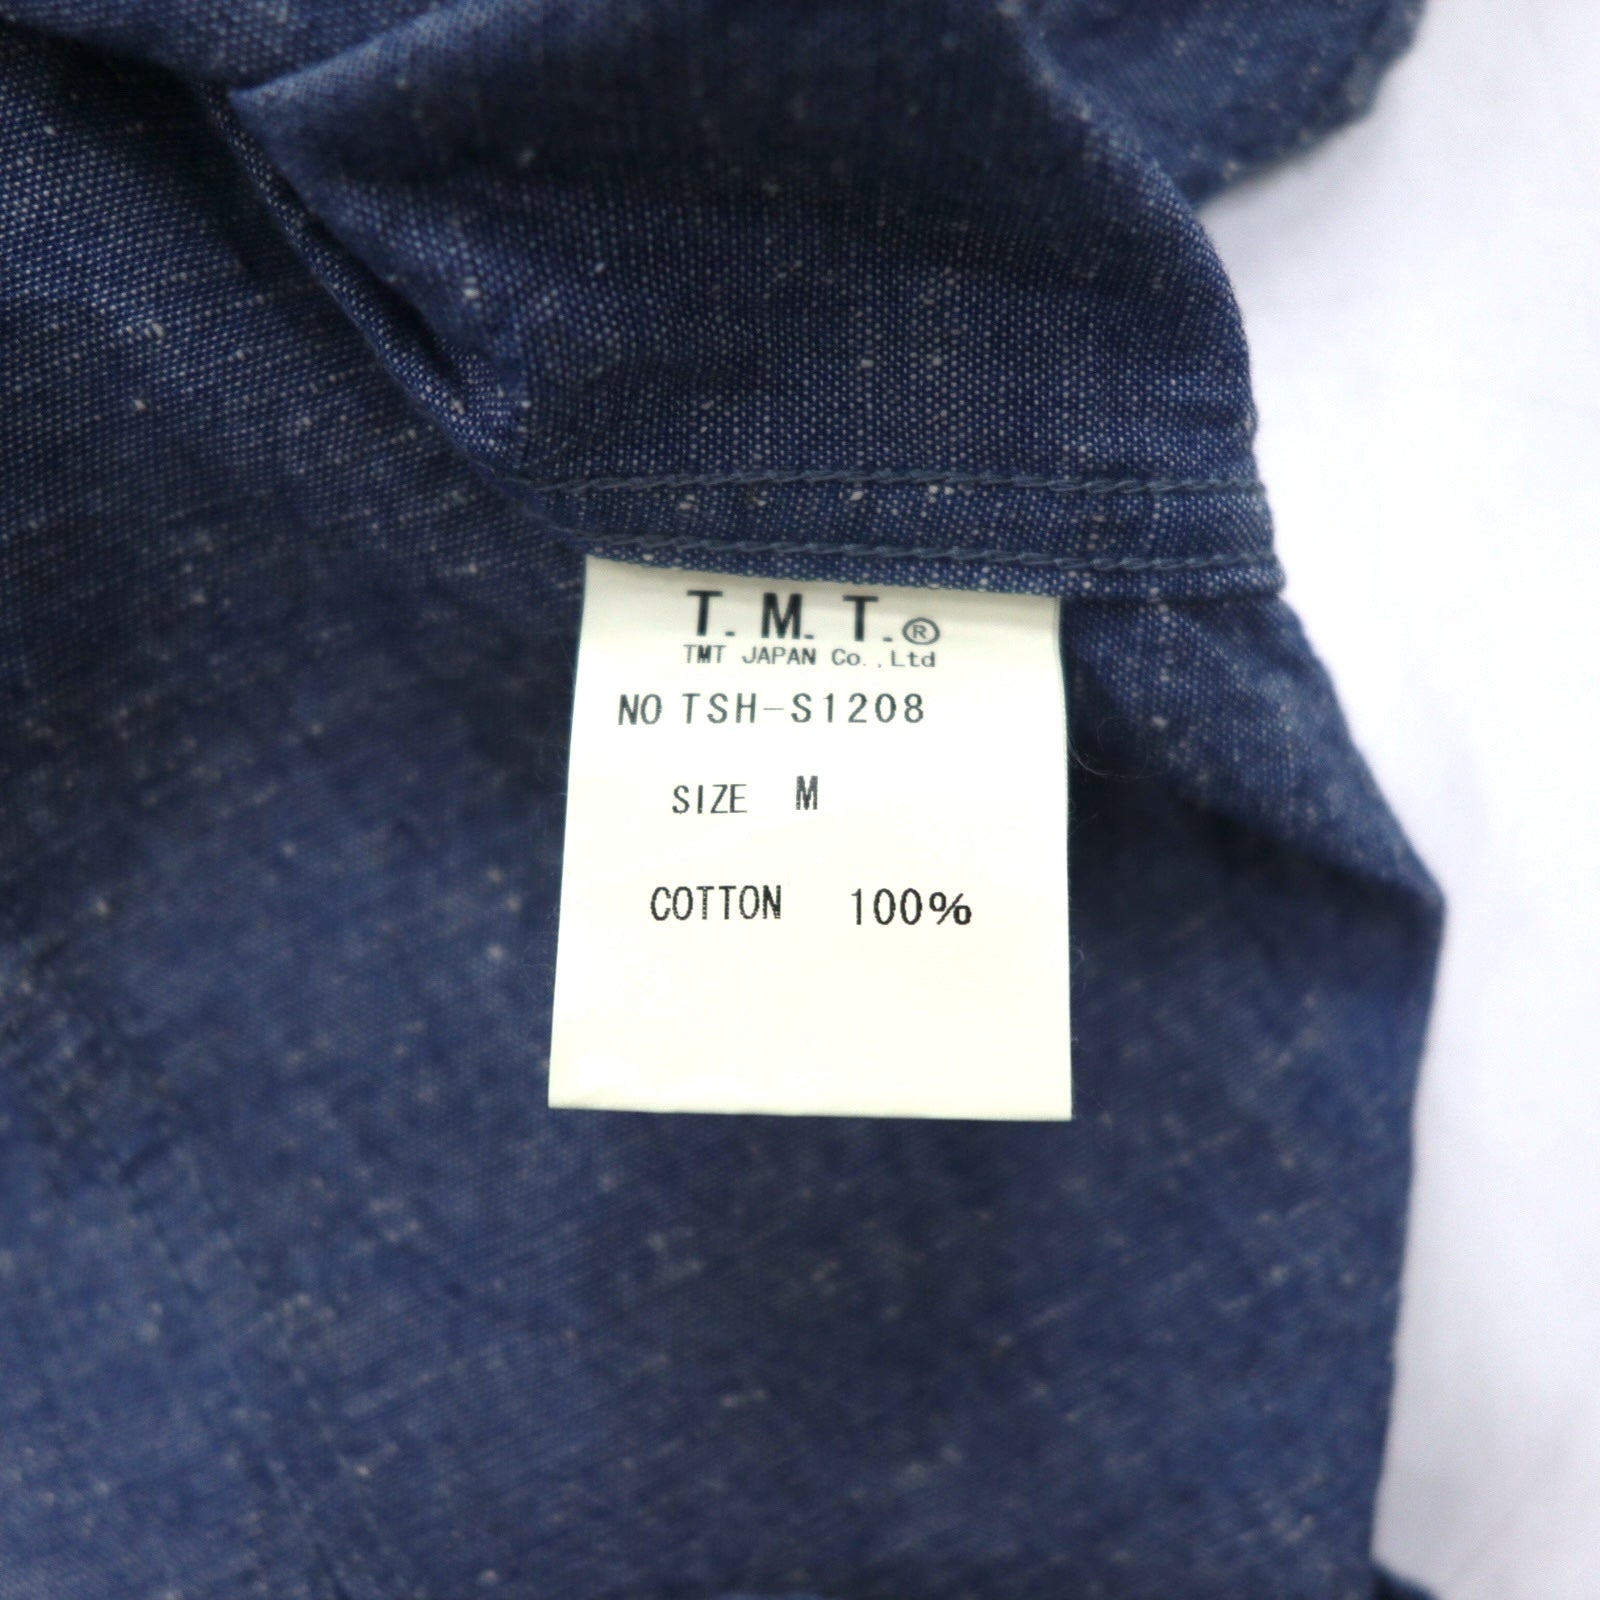 T. M. T.®
TMT JAPAN Co.,Ltd
NO TSH-S1208
SIZE M
COTTON 100%